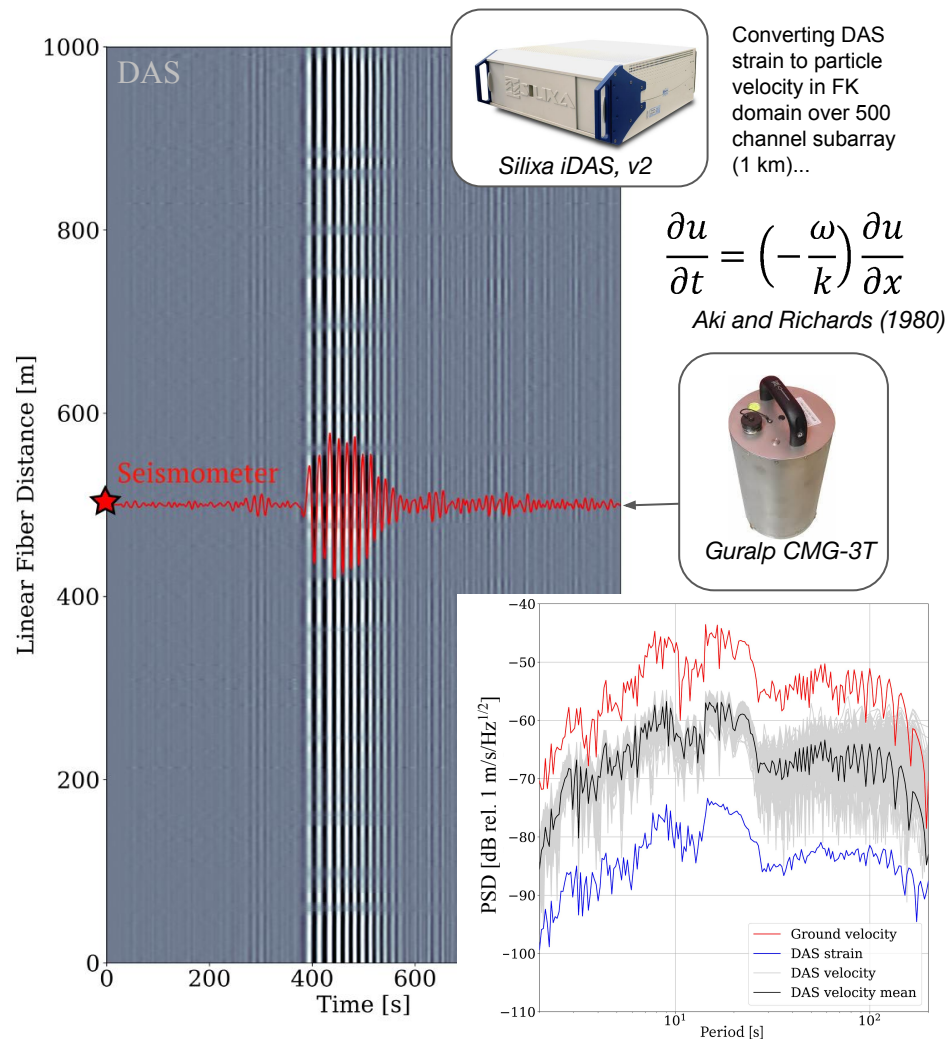 1000
DAS
800
600
400
200
0
Linear Fiber Distance [m]
Seismometer
0
200
400
600
Time [s]
SILIXA
Silixa iDAS, v2
Converting DAS
strain to particle
velocity in FK
domain over 500
channel subarray
(1 km)...
∂u/∂t = (−ω/k) ∂u/∂x
Aki and Richards (1980)
Guralp CMG-3T
−40
−50
−60
−70
−80
−90
−100
−110
PSD [dB rel. 1 m/s/Hz^1/2]
Ground velocity
DAS strain
DAS velocity
DAS velocity mean
10^1
10^2
Period [s]